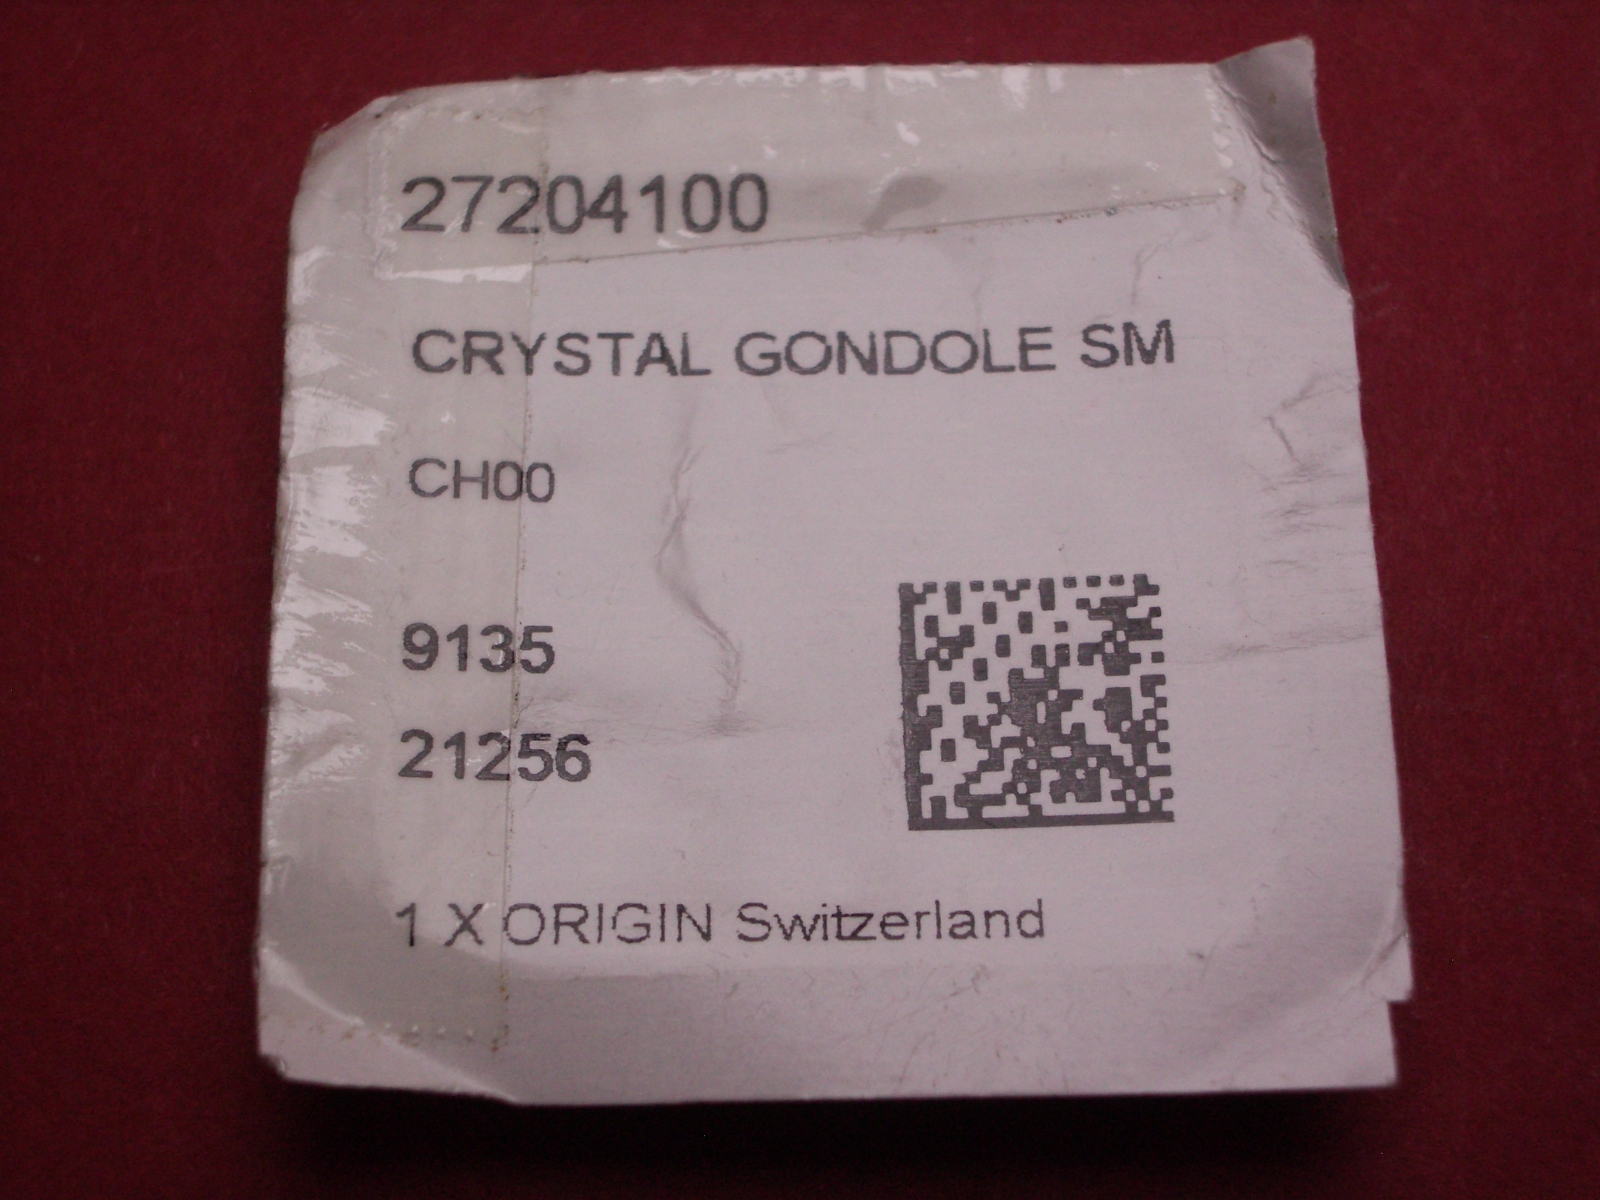 27204100
CRYSTAL GONDOLE SM
CH00
9135
21256
1 X ORIGIN Switzerland